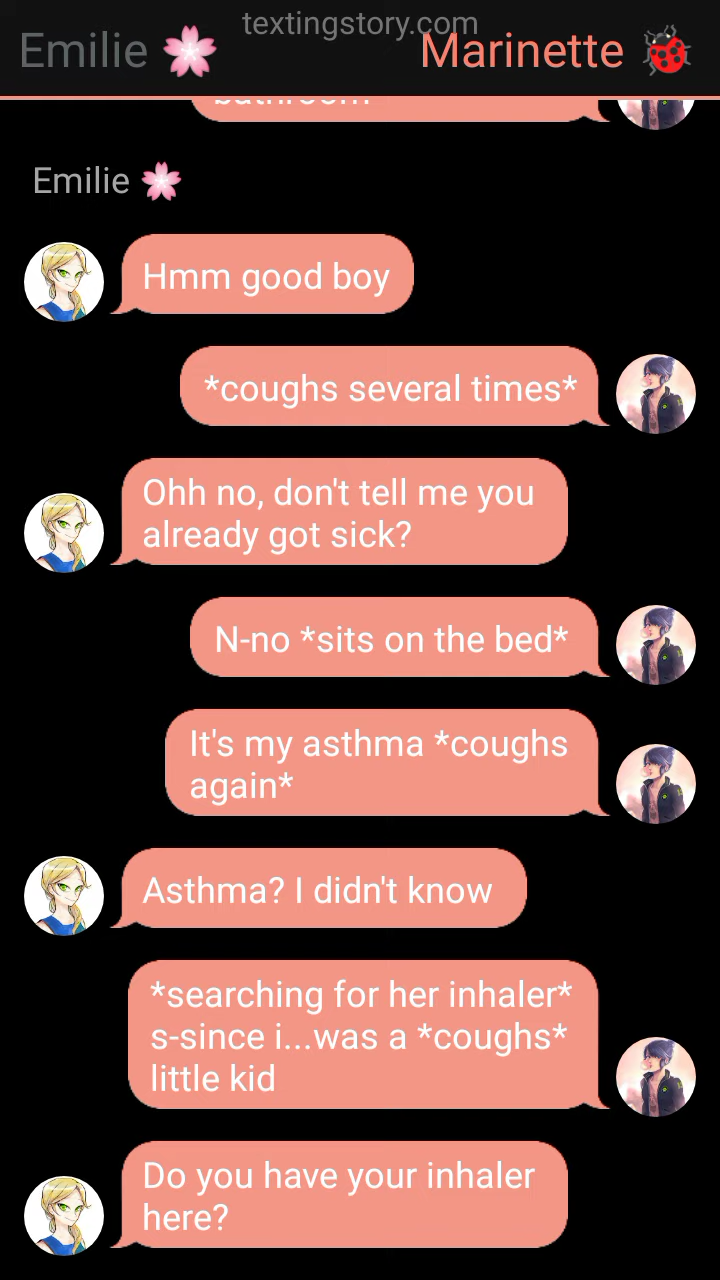 textingstory.com
Emilie 🌸 Marinette 🐞
bathroom*
Emilie 🌸
Hmm good boy
*coughs several times*
Ohh no, don't tell me you
already got sick?
N-no *sits on the bed*
It's my asthma *coughs
again*
Asthma? I didn't know
*searching for her inhaler*
s-since i...was a *coughs*
little kid
Do you have your inhaler
here?